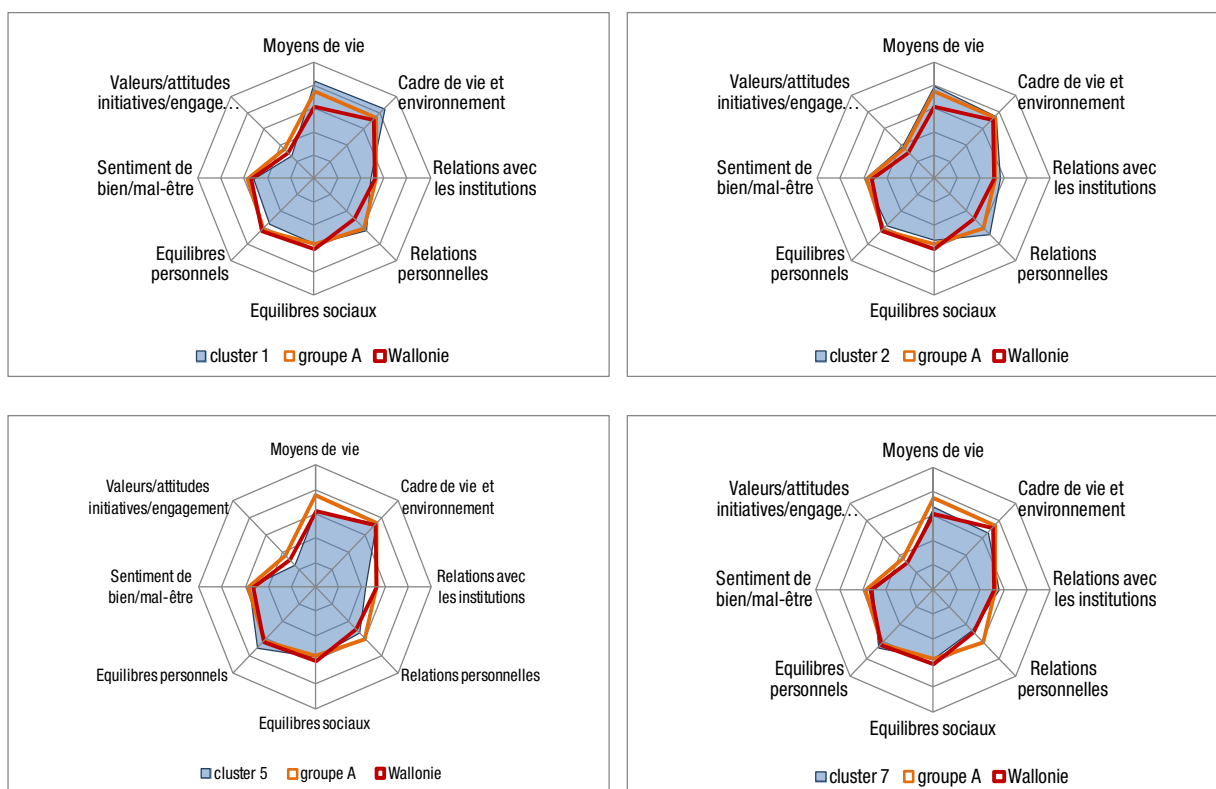 Moyens de vie
Valeurs/attitudes
initiatives/engage…
Cadre de vie et
environnement
Sentiment de
bien/mal-être
Relations avec
les institutions
Equilibres
personnels
Relations
personnelles
Equilibres sociaux
cluster 1 groupe A Wallonie
Moyens de vie
Valeurs/attitudes
initiatives/engage…
Cadre de vie et
environnement
Sentiment de
bien/mal-être
Relations avec
les institutions
Equilibres
personnels
Relations
personnelles
Equilibres sociaux
cluster 2 groupe A Wallonie
Moyens de vie
Valeurs/attitudes
initiatives/engagement
Cadre de vie et
environnement
Sentiment de
bien/mal-être
Relations avec
les institutions
Equilibres personnels
Relations personnelles
Equilibres sociaux
cluster 5 groupe A Wallonie
Moyens de vie
Valeurs/attitudes
initiatives/engage…
Cadre de vie et
environnement
Sentiment de
bien/mal-être
Relations avec
les institutions
Equilibres
personnels
Relations
personnelles
Equilibres sociaux
cluster 7 groupe A Wallonie